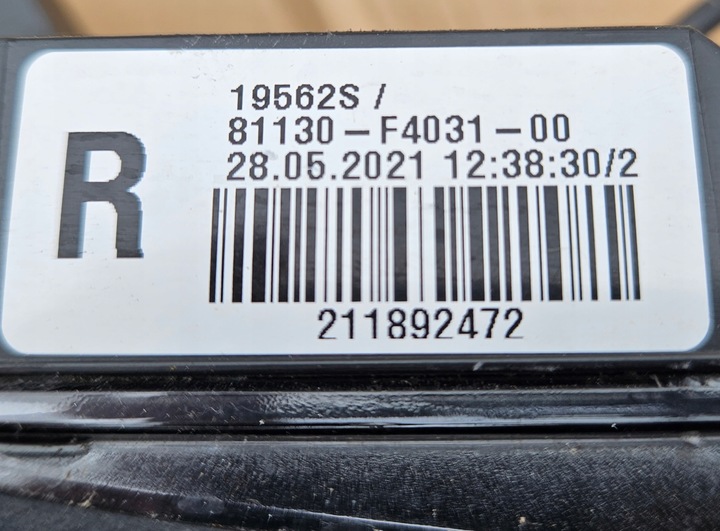 R
19562S /
81130-F4031-00
28.05.2021 12:38:30/2
211892472